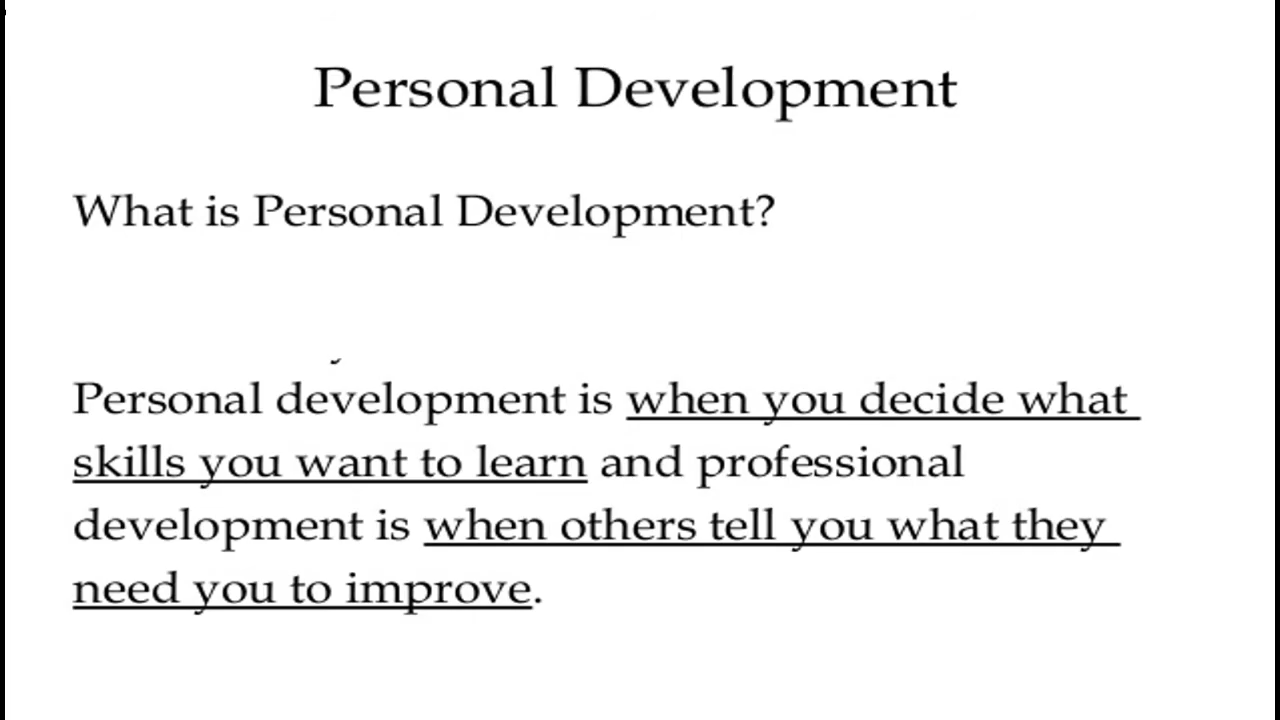 Personal Development
What is Personal Development?
Personal development is when you decide what
skills you want to learn and professional
development is when others tell you what they
need you to improve.